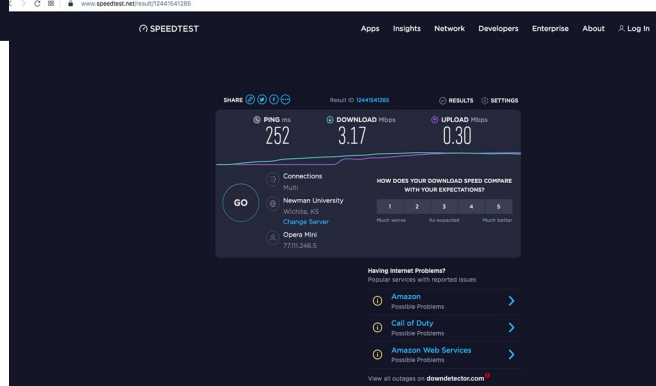 www.speedtest.net/result/12441541285
SPEEDTEST Apps Insights Network Developers Enterprise About Log In
SHARE Result ID 12441541285 RESULTS SETTINGS
PING ms DOWNLOAD Mbps UPLOAD Mbps
252 3.17 0.30
Connections
Multi
GO
Newman University
Wichita, KS
Change Server
Opera Mini
77.111.246.5
HOW DOES YOUR DOWNLOAD SPEED COMPARE
WITH YOUR EXPECTATIONS?
1 2 3 4 5
Much worse As expected Much better
Having Internet Problems?
Popular services with reported issues
Amazon
Possible Problems
Call of Duty
Possible Problems
Amazon Web Services
Possible Problems
View all outages on downdetector.com